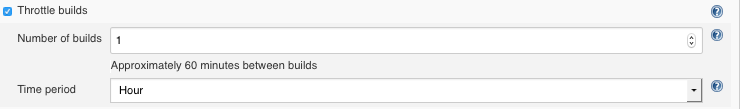 Throttle builds
Number of builds 1
Approximately 60 minutes between builds
Time period Hour